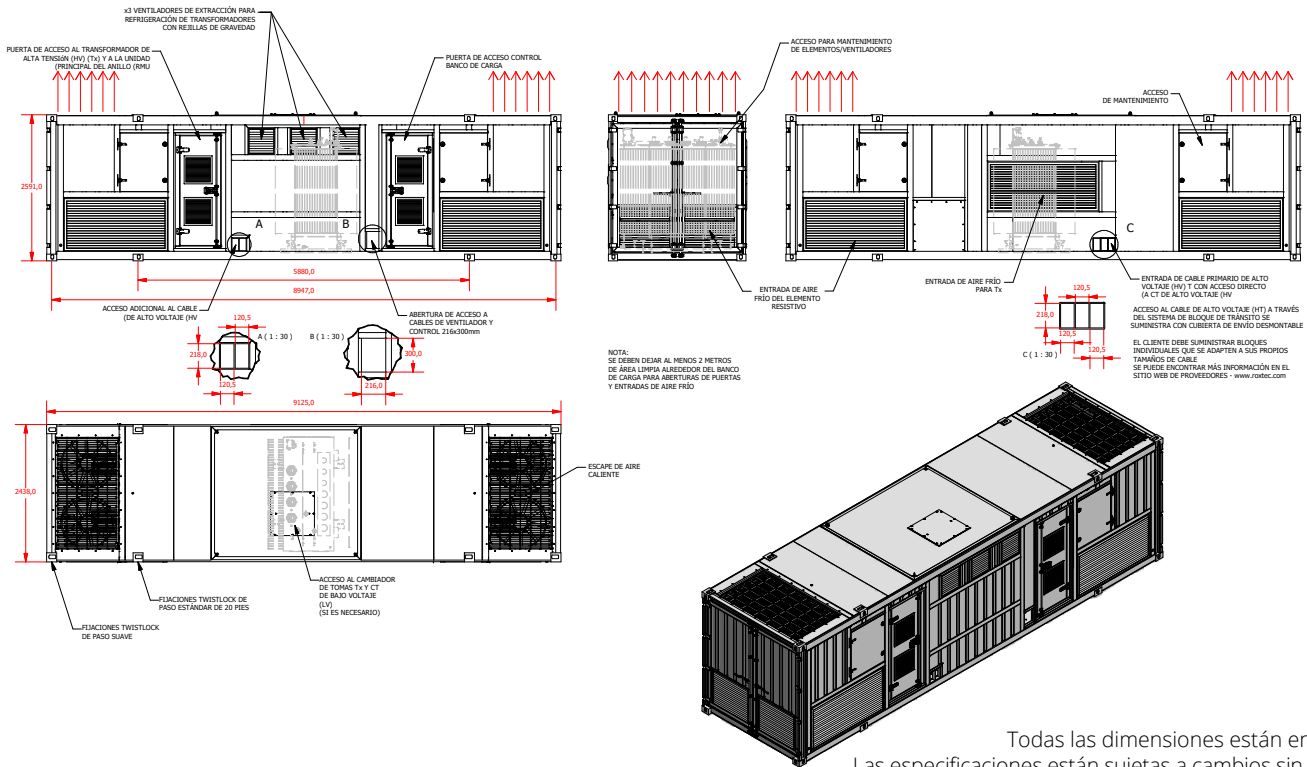 x3 VENTILADORES DE EXTRACCIÓN PARA
REFRIGERACIÓN DE TRANSFORMADORES
CON REJILLAS DE GRAVEDAD
PUERTA DE ACCESO AL TRANSFORMADOR DE
ALTA TENSIÓN (HV) (Tx) Y A LA UNIDAD
(PRINCIPAL DEL ANILLO (RMU
PUERTA DE ACCESO CONTROL
BANCO DE CARGA
ACCESO PARA MANTENIMIENTO
DE ELEMENTOS/VENTILADORES
ACCESO
DE MANTENIMIENTO
2591,0
A
B
C
5880,0
8947,0
ACCESO ADICIONAL AL CABLE
(DE ALTO VOLTAJE (HV
120,5
A ( 1 : 30 )
218,0
120,5
B ( 1 : 30 )
300,0
216,0
ABERTURA DE ACCESO A
CABLES DE VENTILADOR Y
CONTROL 216x300mm
ENTRADA DE AIRE
FRÍO DEL ELEMENTO
RESISTIVO
ENTRADA DE AIRE FRÍO
PARA Tx
ENTRADA DE CABLE PRIMARIO DE ALTO
VOLTAJE (HV) T CON ACCESO DIRECTO
(A CT DE ALTO VOLTAJE (HV
120,5
218,0
120,5
120,5
C ( 1 : 30 )
ACCESO AL CABLE DE ALTO VOLTAJE (HT) A TRAVÉS
DEL SISTEMA DE BLOQUE DE TRÁNSITO SE
SUMINISTRA CON CUBIERTA DE ENVÍO DESMONTABLE
EL CLIENTE DEBE SUMINISTRAR BLOQUES
INDIVIDUALES QUE SE ADAPTEN A SUS PROPIOS
TAMAÑOS DE CABLE
SE PUEDE ENCONTRAR MÁS INFORMACIÓN EN EL
SITIO WEB DE PROVEEDORES - www.roxtec.com
NOTA:
SE DEBEN DEJAR AL MENOS 2 METROS
DE ÁREA LIMPIA ALREDEDOR DEL BANCO
DE CARGA PARA ABERTURAS DE PUERTAS
Y ENTRADAS DE AIRE FRÍO
9125,0
2438,0
ESCAPE DE AIRE
CALIENTE
ACCESO AL CAMBIADOR
DE TOMAS Tx Y CT
DE BAJO VOLTAJE
(LV)
(SI ES NECESARIO)
FIJACIONES TWISTLOCK DE
PASO ESTÁNDAR DE 20 PIES
FIJACIONES TWISTLOCK
DE PASO SUAVE
Todas las dimensiones están en
Las especificaciones están sujetas a cambios sin